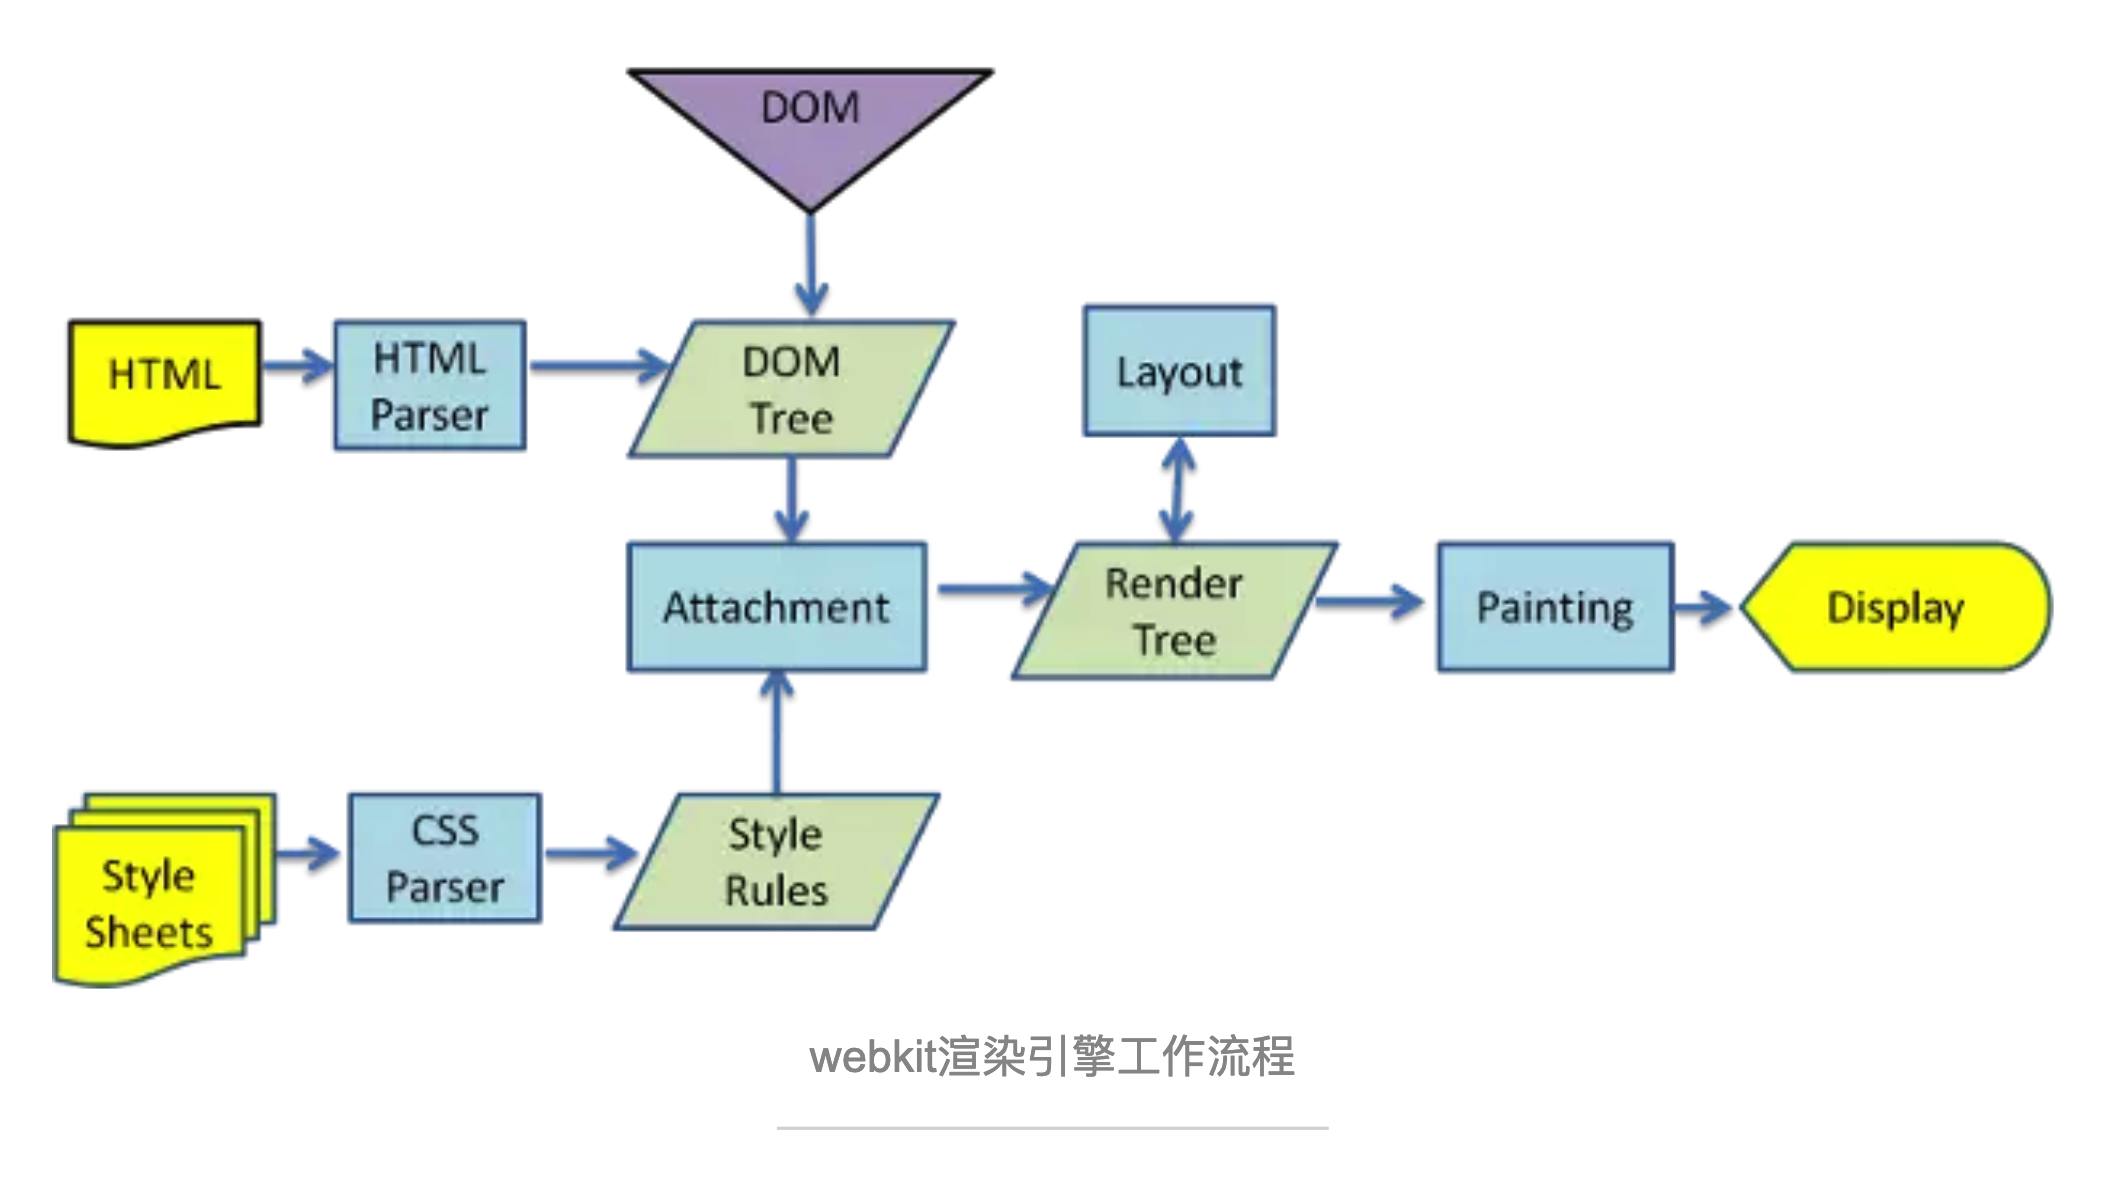 DOM
HTML
HTML
Parser
DOM
Tree
Layout
Attachment
Render
Tree
Painting
Display
Style
Sheets
CSS
Parser
Style
Rules
webkit渲染引擎工作流程